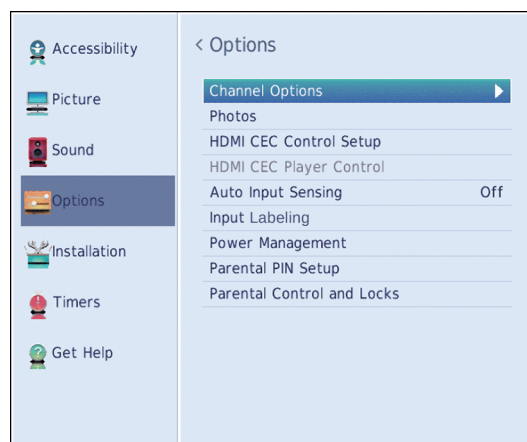 Accessibility
Picture
Sound
Options
Installation
Timers
Get Help
< Options
Channel Options
Photos
HDMI CEC Control Setup
HDMI CEC Player Control
Auto Input Sensing Off
Input Labeling
Power Management
Parental PIN Setup
Parental Control and Locks